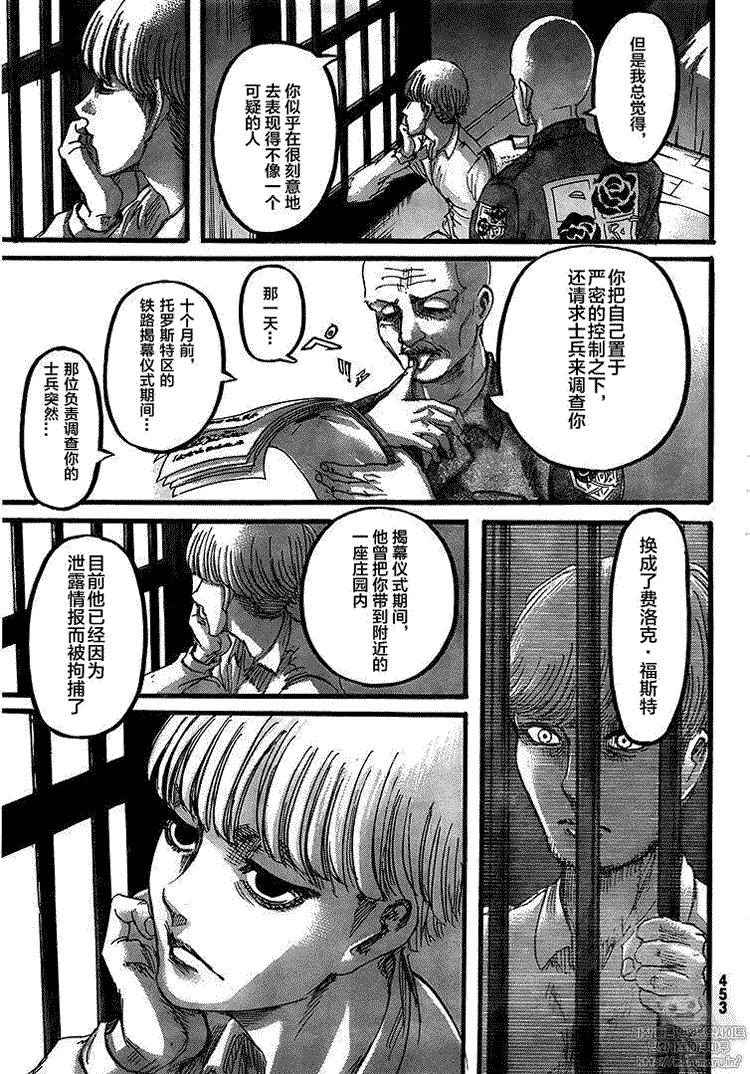 但是我总觉得，
你似乎在很刻意地
去表现得不像一个
可疑的人
你把自己置于
严密的控制之下，
还请求士兵来调查你
那一天…
十个月前，
托罗斯特区的
铁路揭幕仪式期间…
那位负责调查你的
士兵突然…
换成了费洛克·福斯特
揭幕仪式期间，
他曾把你带到附近的
一座庄园内
目前他已经因为
泄露情报而被拘捕了
453